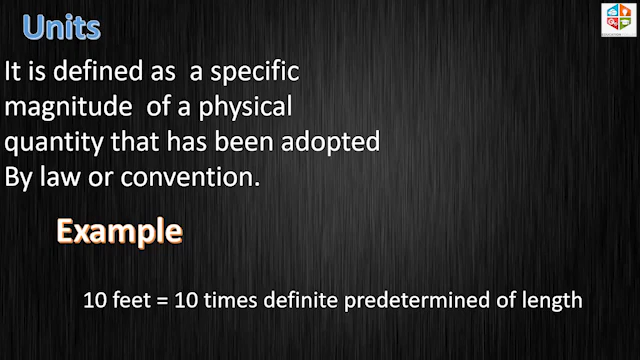 Units
It is defined as a specific
magnitude of a physical
quantity that has been adopted
By law or convention.
Example
10 feet = 10 times definite predetermined of length